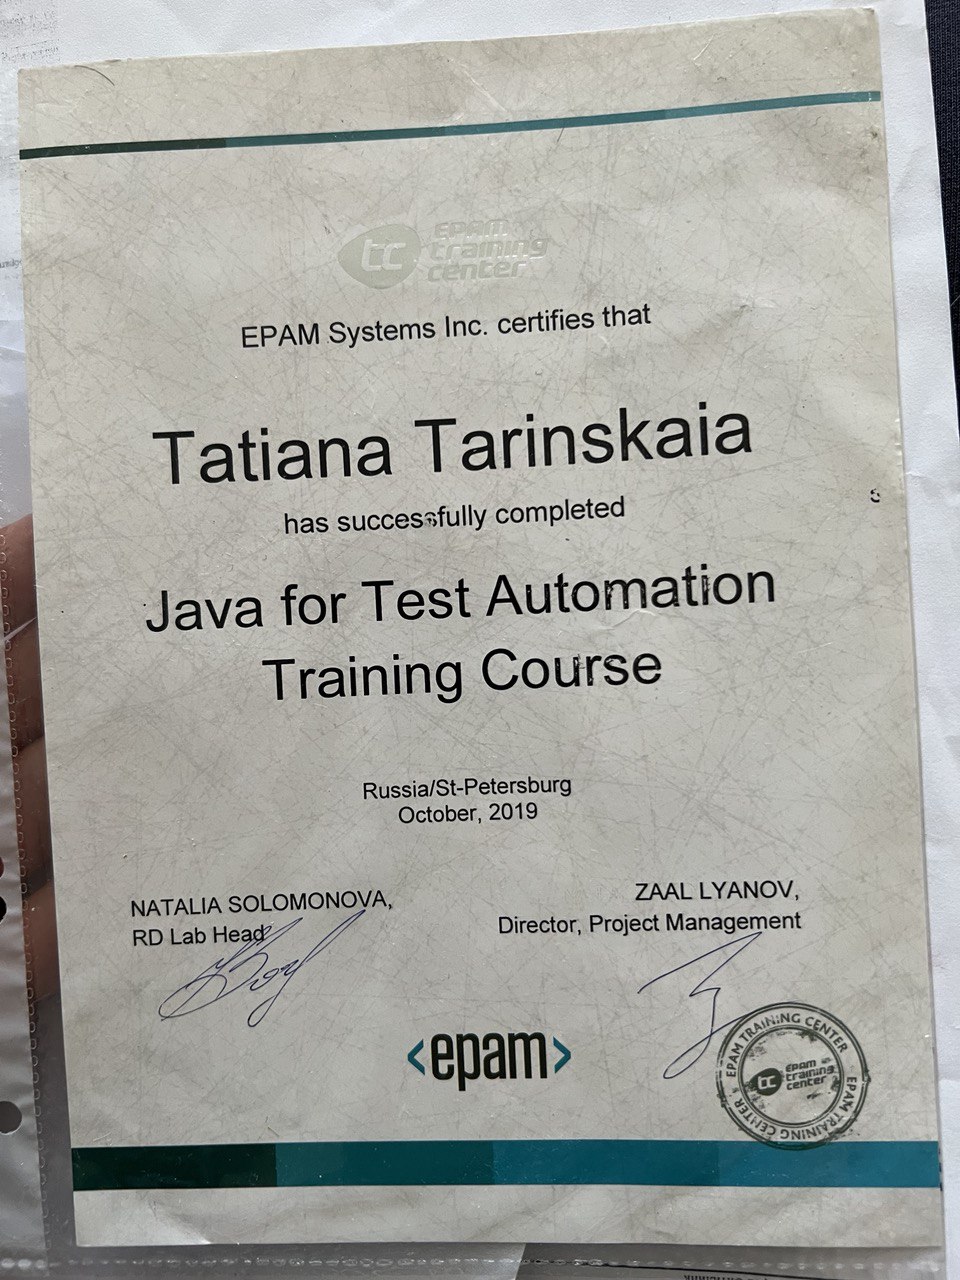 tc EPAM
training
center
EPAM Systems Inc. certifies that
Tatiana Tarinskaia
has successfully completed
Java for Test Automation
Training Course
Russia/St-Petersburg
October, 2019
NATALIA SOLOMONOVA,
RD Lab Head
ZAAL LYANOV,
Director, Project Management
<epam>
EPAM TRAINING CENTER
EPAM TRAINING CENTER
tc EPAM
training
center